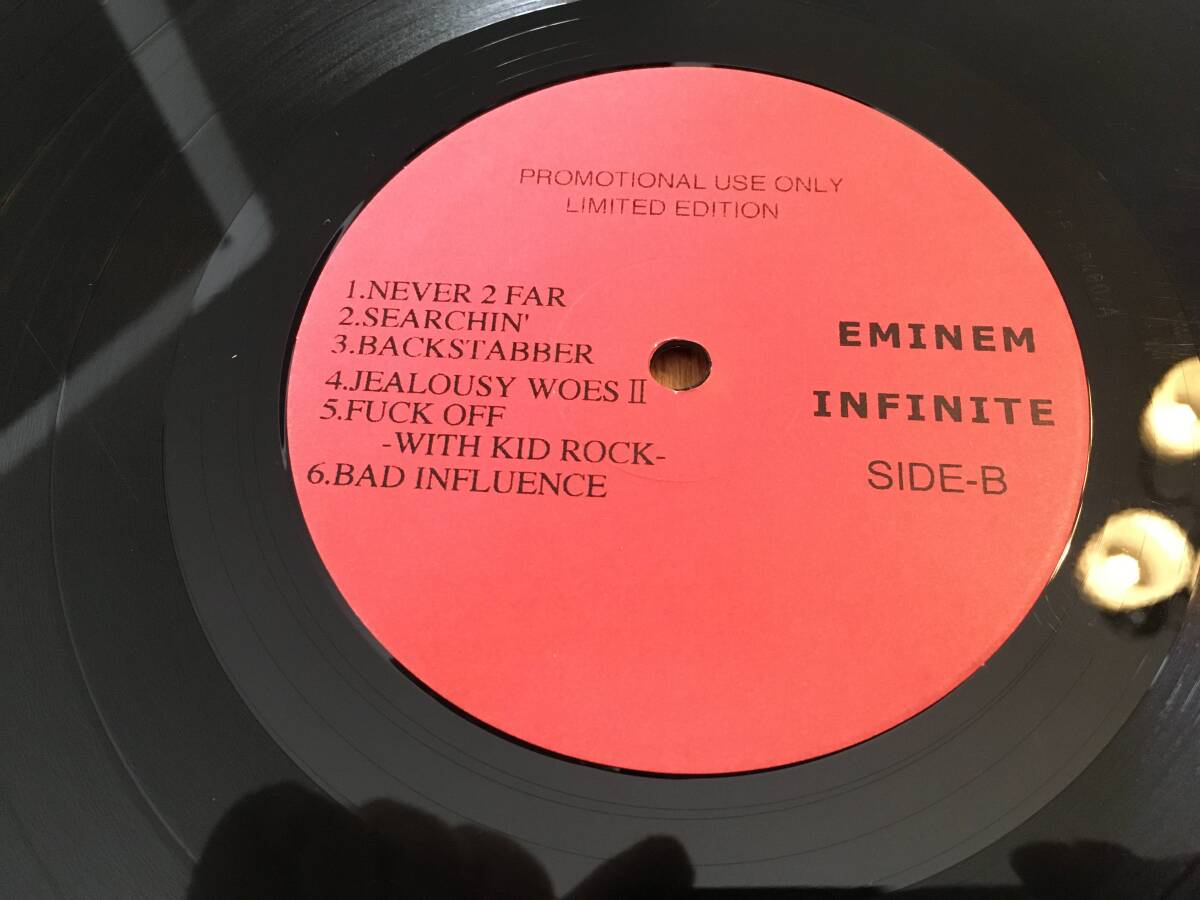 PROMOTIONAL USE ONLY
LIMITED EDITION
1.NEVER 2 FAR
2.SEARCHIN'
3.BACKSTABBER
4.JEALOUSY WOES Ⅱ
5.FUCK OFF
-WITH KID ROCK-
6.BAD INFLUENCE
EMINEM
INFINITE
SIDE-B